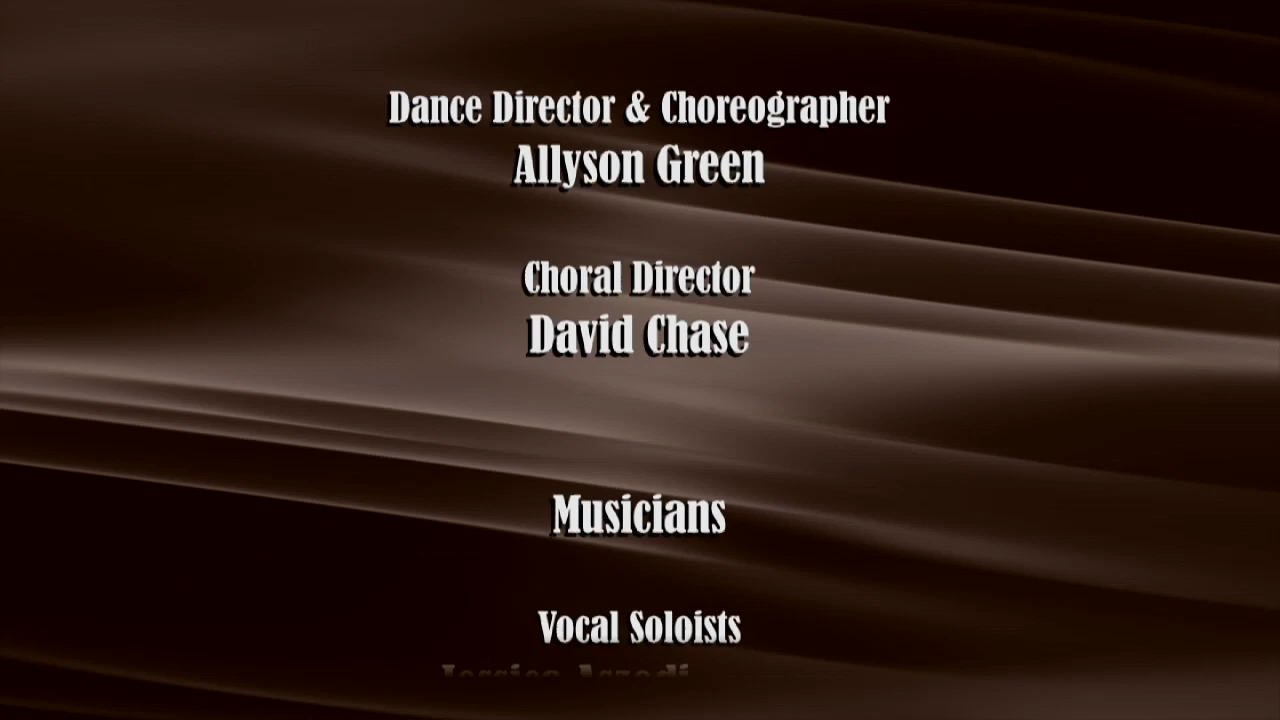 Dance Director & Choreographer
Allyson Green
Choral Director
David Chase
Musicians
Vocal Soloists